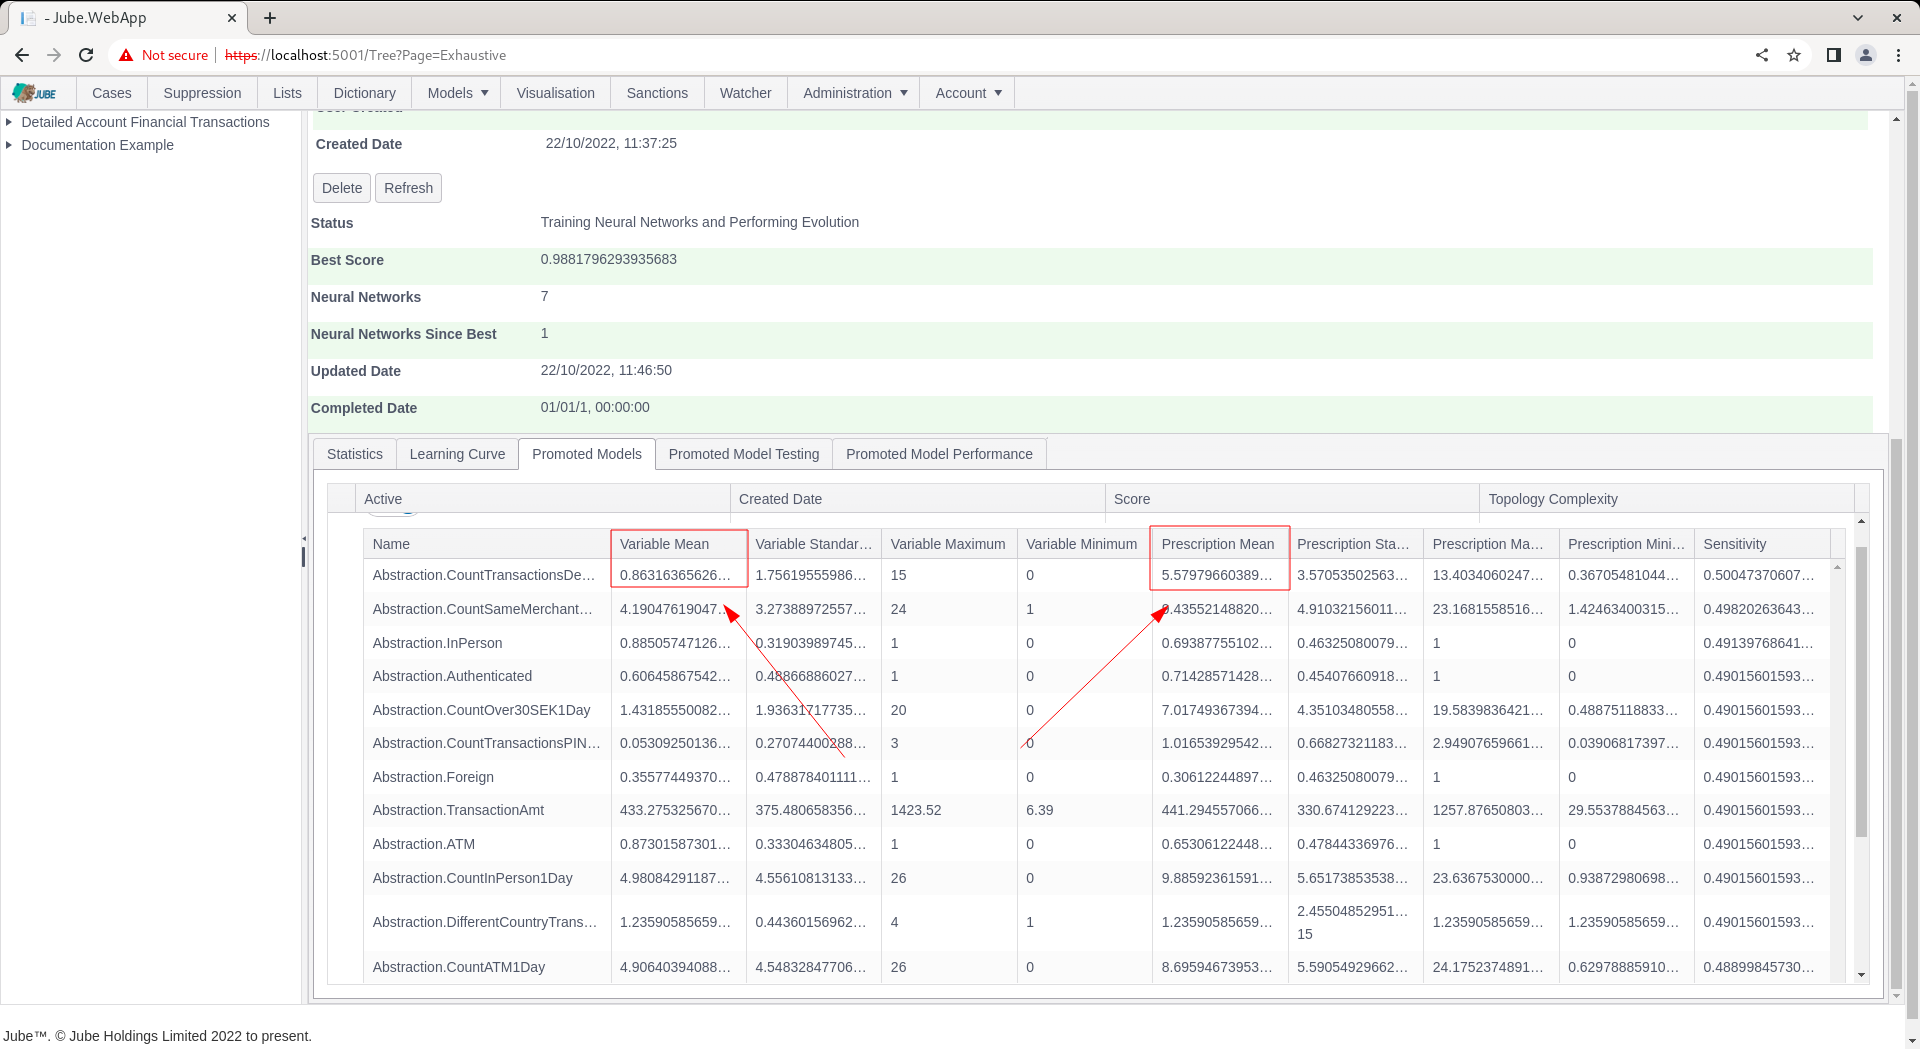 - Jube.WebApp
Not secure https://localhost:5001/Tree?Page=Exhaustive
JUBE Cases Suppression Lists Dictionary Models Visualisation Sanctions Watcher Administration Account
Detailed Account Financial Transactions
Documentation Example
Created Date 22/10/2022, 11:37:25
Delete Refresh
Status Training Neural Networks and Performing Evolution
Best Score 0.9881796293935683
Neural Networks 7
Neural Networks Since Best 1
Updated Date 22/10/2022, 11:46:50
Completed Date 01/01/1, 00:00:00
Statistics Learning Curve Promoted Models Promoted Model Testing Promoted Model Performance
Active Created Date Score Topology Complexity
Name Variable Mean Variable Standar... Variable Maximum Variable Minimum Prescription Mean Prescription Sta... Prescription Ma... Prescription Mini... Sensitivity
Abstraction.CountTransactionsDe... 0.86316365626... 1.75619555986... 15 0 5.57979660389... 3.57053502563... 13.4034060247... 0.36705481044... 0.50047370607...
Abstraction.CountSameMerchant... 4.19047619047... 3.27388972557... 24 1 9.43552148820... 4.91032156011... 23.1681558516... 1.42463400315... 0.49820263643...
Abstraction.InPerson 0.88505747126... 0.31903989745... 1 0 0.69387755102... 0.46325080079... 1 0 0.49139768641...
Abstraction.Authenticated 0.60645867542... 0.48866886027... 1 0 0.71428571428... 0.45407660918... 1 0 0.49015601593...
Abstraction.CountOver30SEK1Day 1.43185550082... 1.93631717735... 20 0 7.01749367394... 4.35103480558... 19.5839836421... 0.48875118833... 0.49015601593...
Abstraction.CountTransactionsPIN... 0.05309250136... 0.27074400288... 3 0 1.01653929542... 0.66827321183... 2.94907659661... 0.03906817397... 0.49015601593...
Abstraction.Foreign 0.35577449370... 0.478878401111... 1 0 0.30612244897... 0.46325080079... 1 0 0.49015601593...
Abstraction.TransactionAmt 433.275325670... 375.480658356... 1423.52 6.39 441.294557066... 330.674129223... 1257.87650803... 29.5537884563... 0.49015601593...
Abstraction.ATM 0.87301587301... 0.33304634805... 1 0 0.65306122448... 0.47844336976... 1 0 0.49015601593...
Abstraction.CountInPerson1Day 4.98084291187... 4.55610813133... 26 0 9.88592361591... 5.65173853538... 23.6367530000... 0.93872980698... 0.49015601593...
Abstraction.DifferentCountryTrans... 1.23590585659... 0.44360156962... 4 1 1.23590585659... 2.45504852951... 1.23590585659... 1.23590585659... 0.49015601593...
15
Abstraction.CountATM1Day 4.90640394088... 4.54832847706... 26 0 8.69594673953... 5.59054929662... 24.1752374891... 0.62978885910... 0.48899845730...
Jube™. © Jube Holdings Limited 2022 to present.